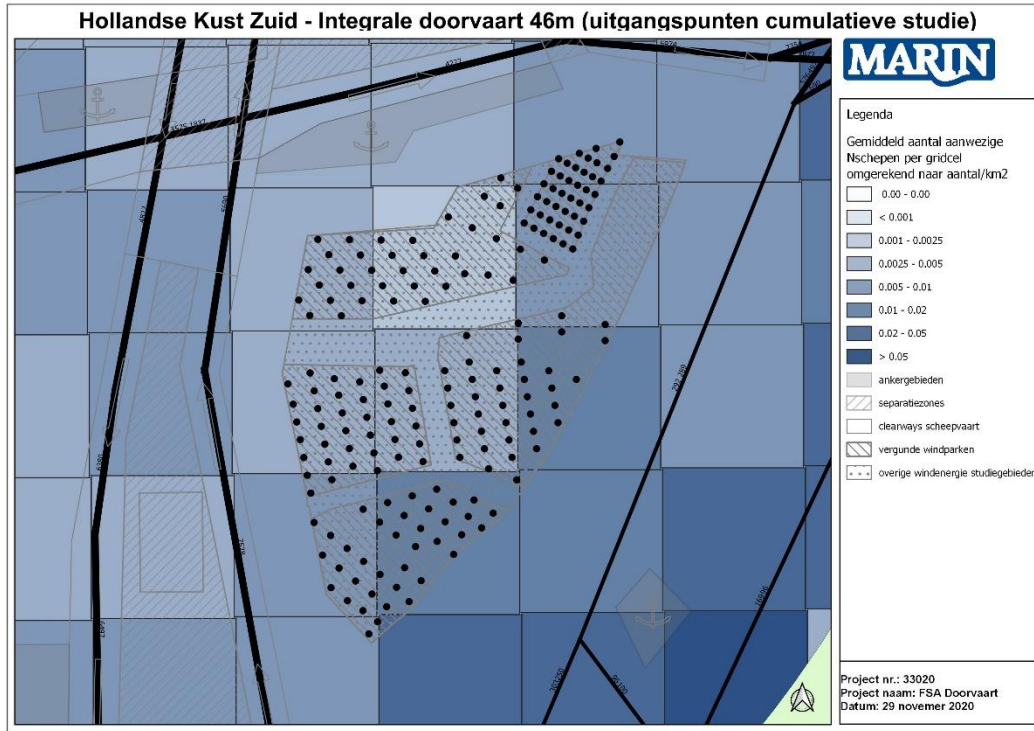 Hollandse Kust Zuid - Integrale doorvaart 46m (uitgangspunten cumulatieve studie)
MARIN
Legenda
Gemiddeld aantal aanwezige
Nschepen per gridcel
omgerekend naar aantal/km2
0.00 - 0.00
< 0.001
0.001 - 0.0025
0.0025 - 0.005
0.005 - 0.01
0.01 - 0.02
0.02 - 0.05
> 0.05
ankergebieden
separatiezones
clearways scheepvaart
vergunde windparken
overige windenergie studiegebieden
Project nr.: 33020
Project naam: FSA Doorvaart
Datum: 29 novemer 2020
4222